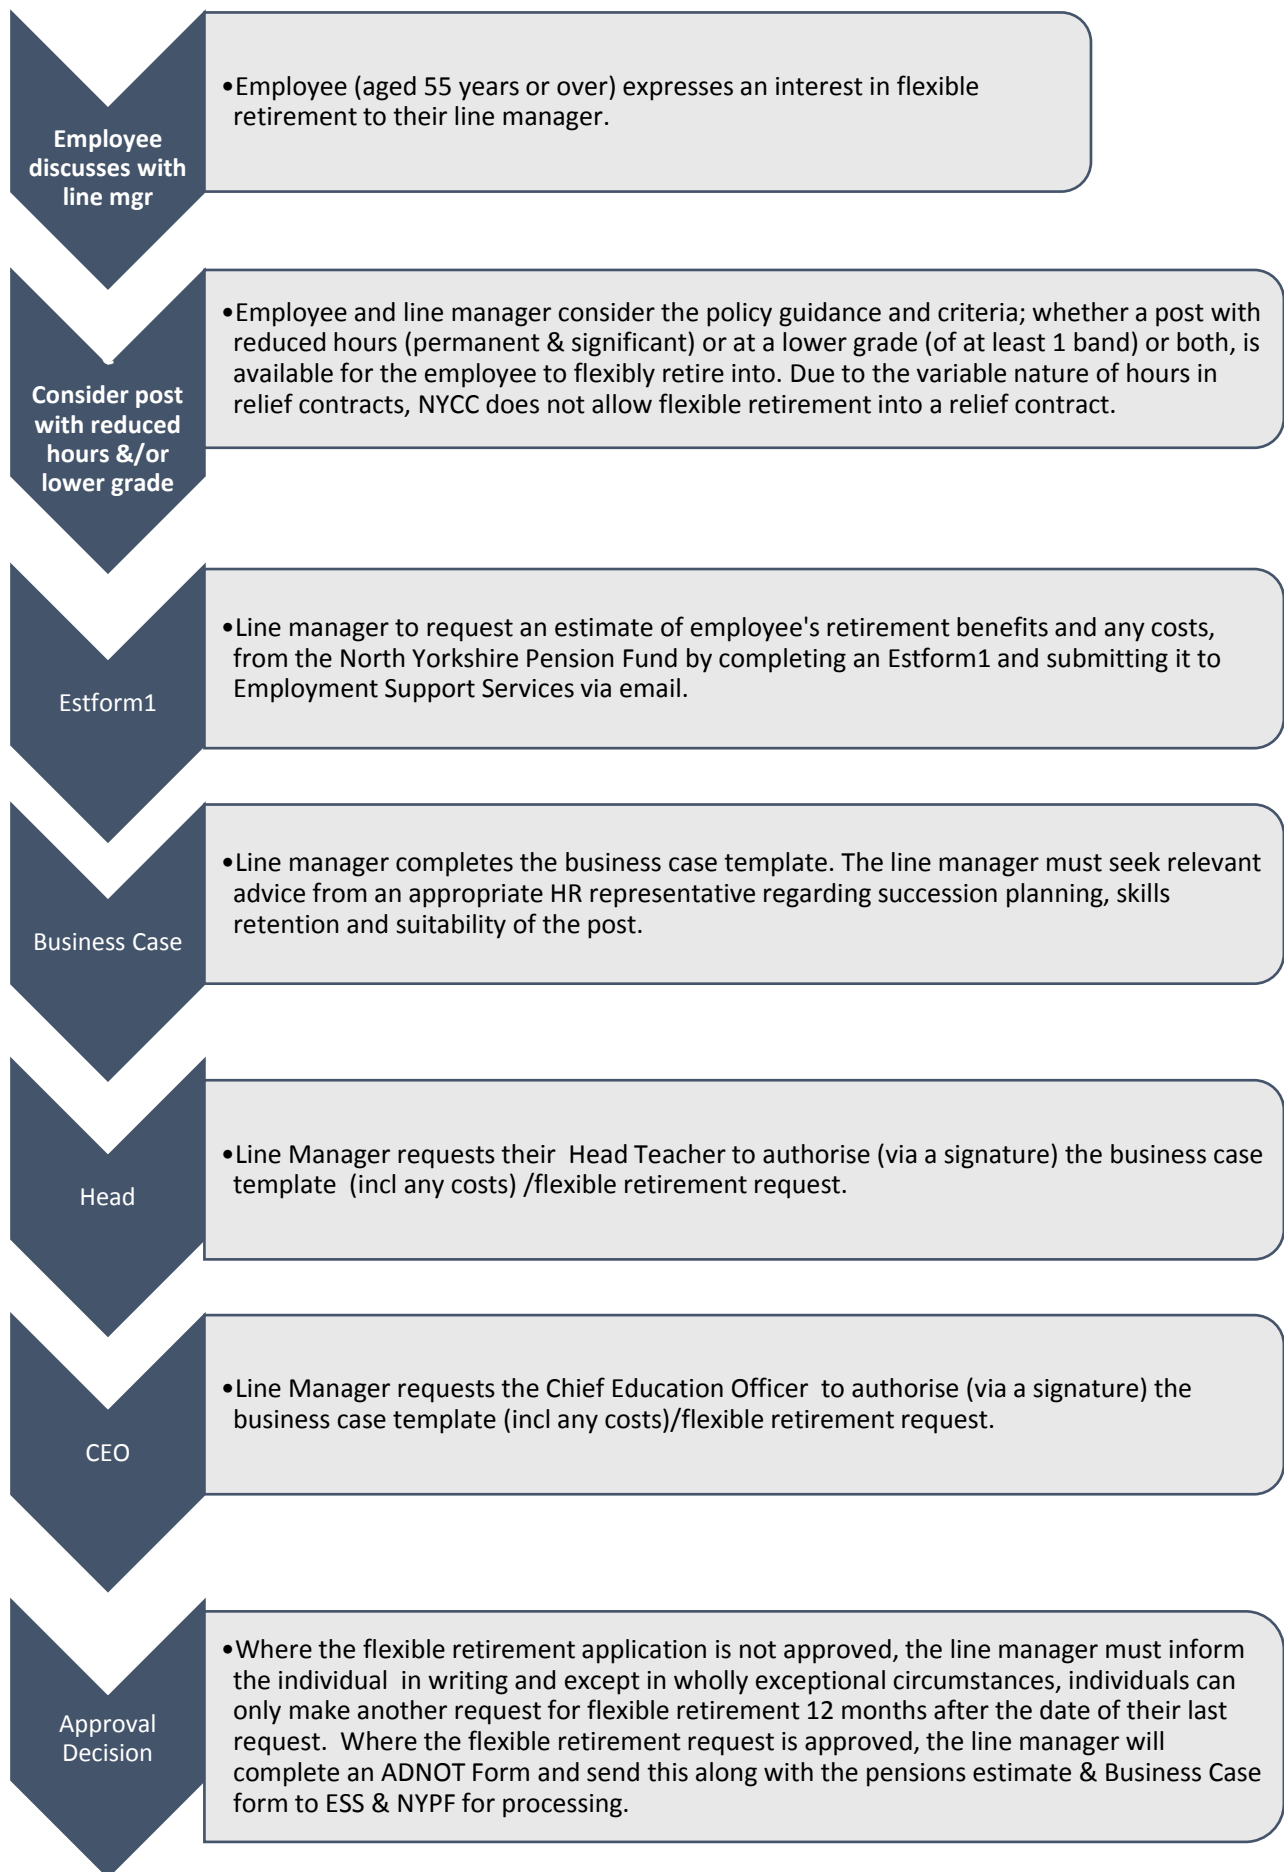 Employee
discusses with
line mgr
•Employee (aged 55 years or over) expresses an interest in flexible
retirement to their line manager.
Consider post
with reduced
hours &/or
lower grade
•Employee and line manager consider the policy guidance and criteria; whether a post with
reduced hours (permanent & significant) or at a lower grade (of at least 1 band) or both, is
available for the employee to flexibly retire into. Due to the variable nature of hours in
relief contracts, NYCC does not allow flexible retirement into a relief contract.
Estform1
•Line manager to request an estimate of employee's retirement benefits and any costs,
from the North Yorkshire Pension Fund by completing an Estform1 and submitting it to
Employment Support Services via email.
Business Case
•Line manager completes the business case template. The line manager must seek relevant
advice from an appropriate HR representative regarding succession planning, skills
retention and suitability of the post.
Head
•Line Manager requests their  Head Teacher to authorise (via a signature) the business case
template  (incl any costs) /flexible retirement request.
CEO
•Line Manager requests the Chief Education Officer  to authorise (via a signature) the
business case template (incl any costs)/flexible retirement request.
Approval
Decision
•Where the flexible retirement application is not approved, the line manager must inform
the individual  in writing and except in wholly exceptional circumstances, individuals can
only make another request for flexible retirement 12 months after the date of their last
request.  Where the flexible retirement request is approved, the line manager will
complete an ADNOT Form and send this along with the pensions estimate & Business Case
form to ESS & NYPF for processing.